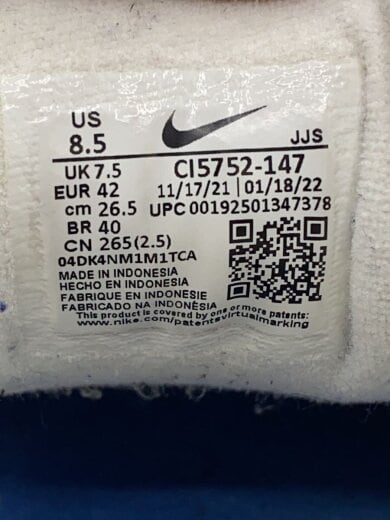 US
8.5
JJS
UK 7.5
CI5752-147
EUR 42
11/17/21 | 01/18/22
cm 26.5
UPC 00192501347378
BR 40
CN 265(2.5)
04DK4NM1M1TCA
MADE IN INDONESIA
HECHO EN INDONESIA
FABRIQUE EN INDONESIE
FABRICADO NA INDONÉSIA
This product is covered by one or more patents:
www.nike.com/patentsvirtualmarking